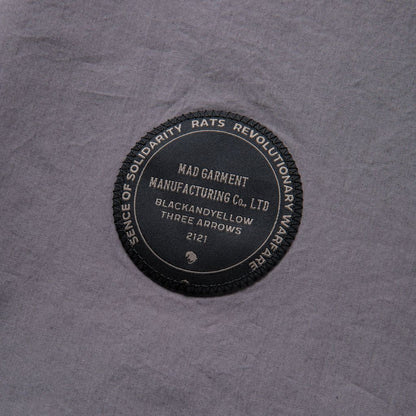 SENCE OF SOLIDARITY RATS REVOLUTIONARY WARFARE
MAD GARMENT
MANUFACTURING Co., LTD
BLACKANDYELLOW
THREE ARROWS
2121